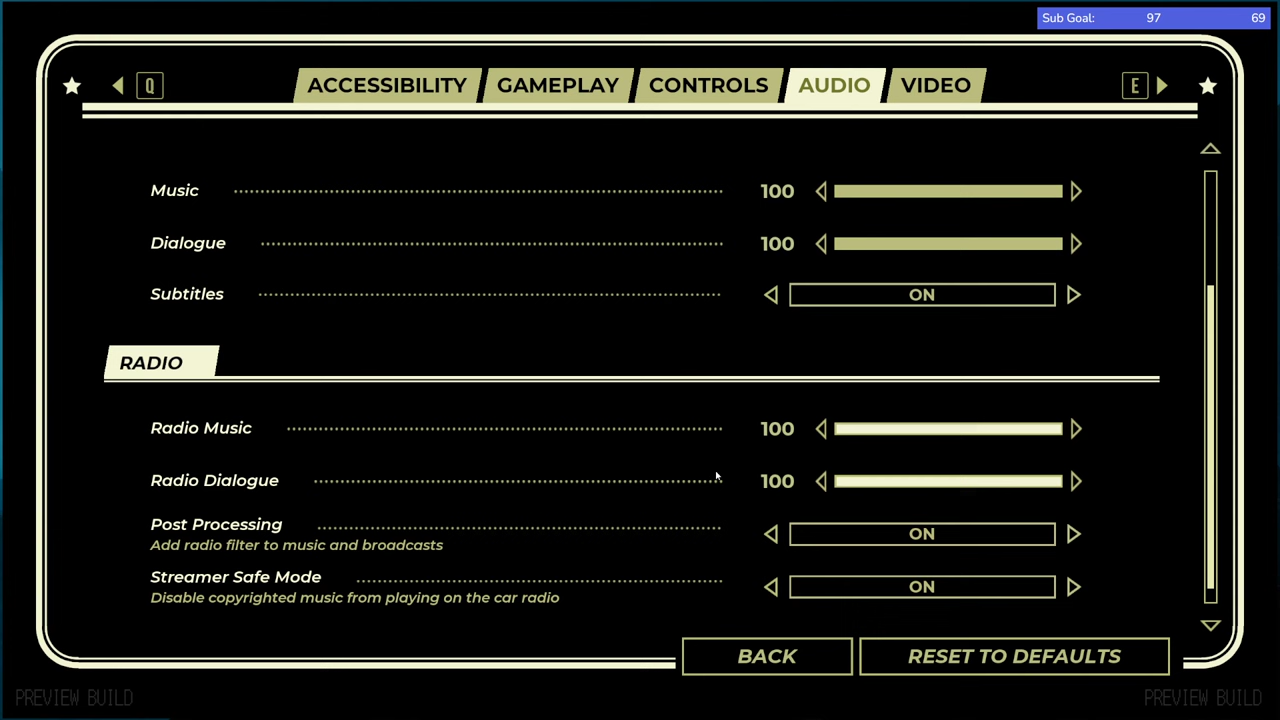 Sub Goal: 97 69
Q ACCESSIBILITY GAMEPLAY CONTROLS AUDIO VIDEO E
Music 100
Dialogue 100
Subtitles ON
RADIO
Radio Music 100
Radio Dialogue 100
Post Processing ON
Add radio filter to music and broadcasts
Streamer Safe Mode ON
Disable copyrighted music from playing on the car radio
BACK RESET TO DEFAULTS
PREVIEW BUILD PREVIEW BUILD